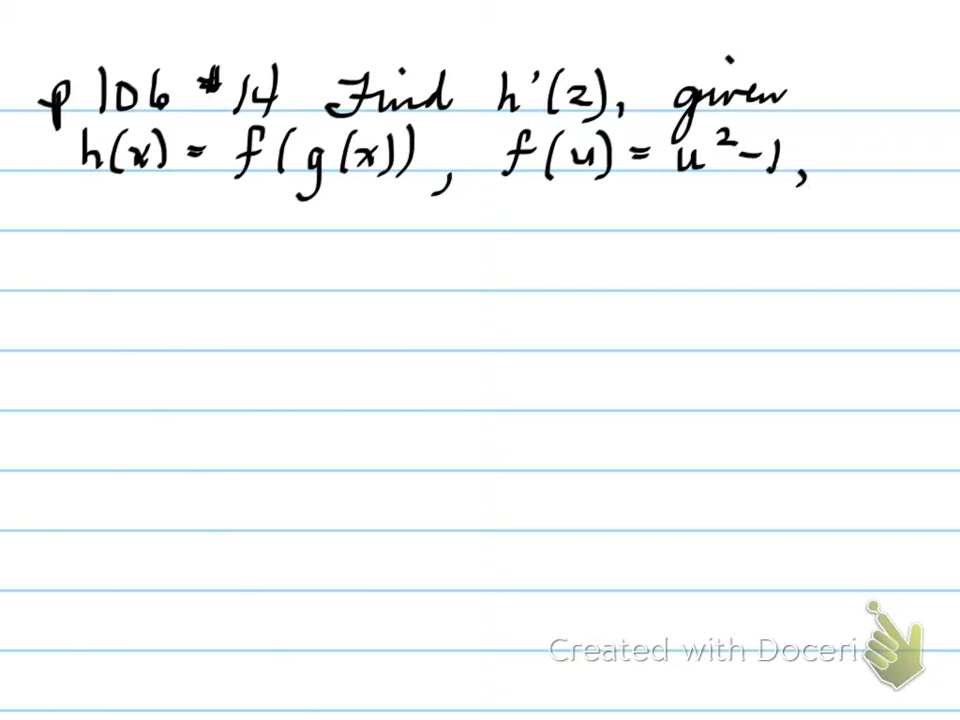 p 106 #14 Find h'(2), given
h(x) = f(g(x)), f(u) = u²-1,
Created with Doceri